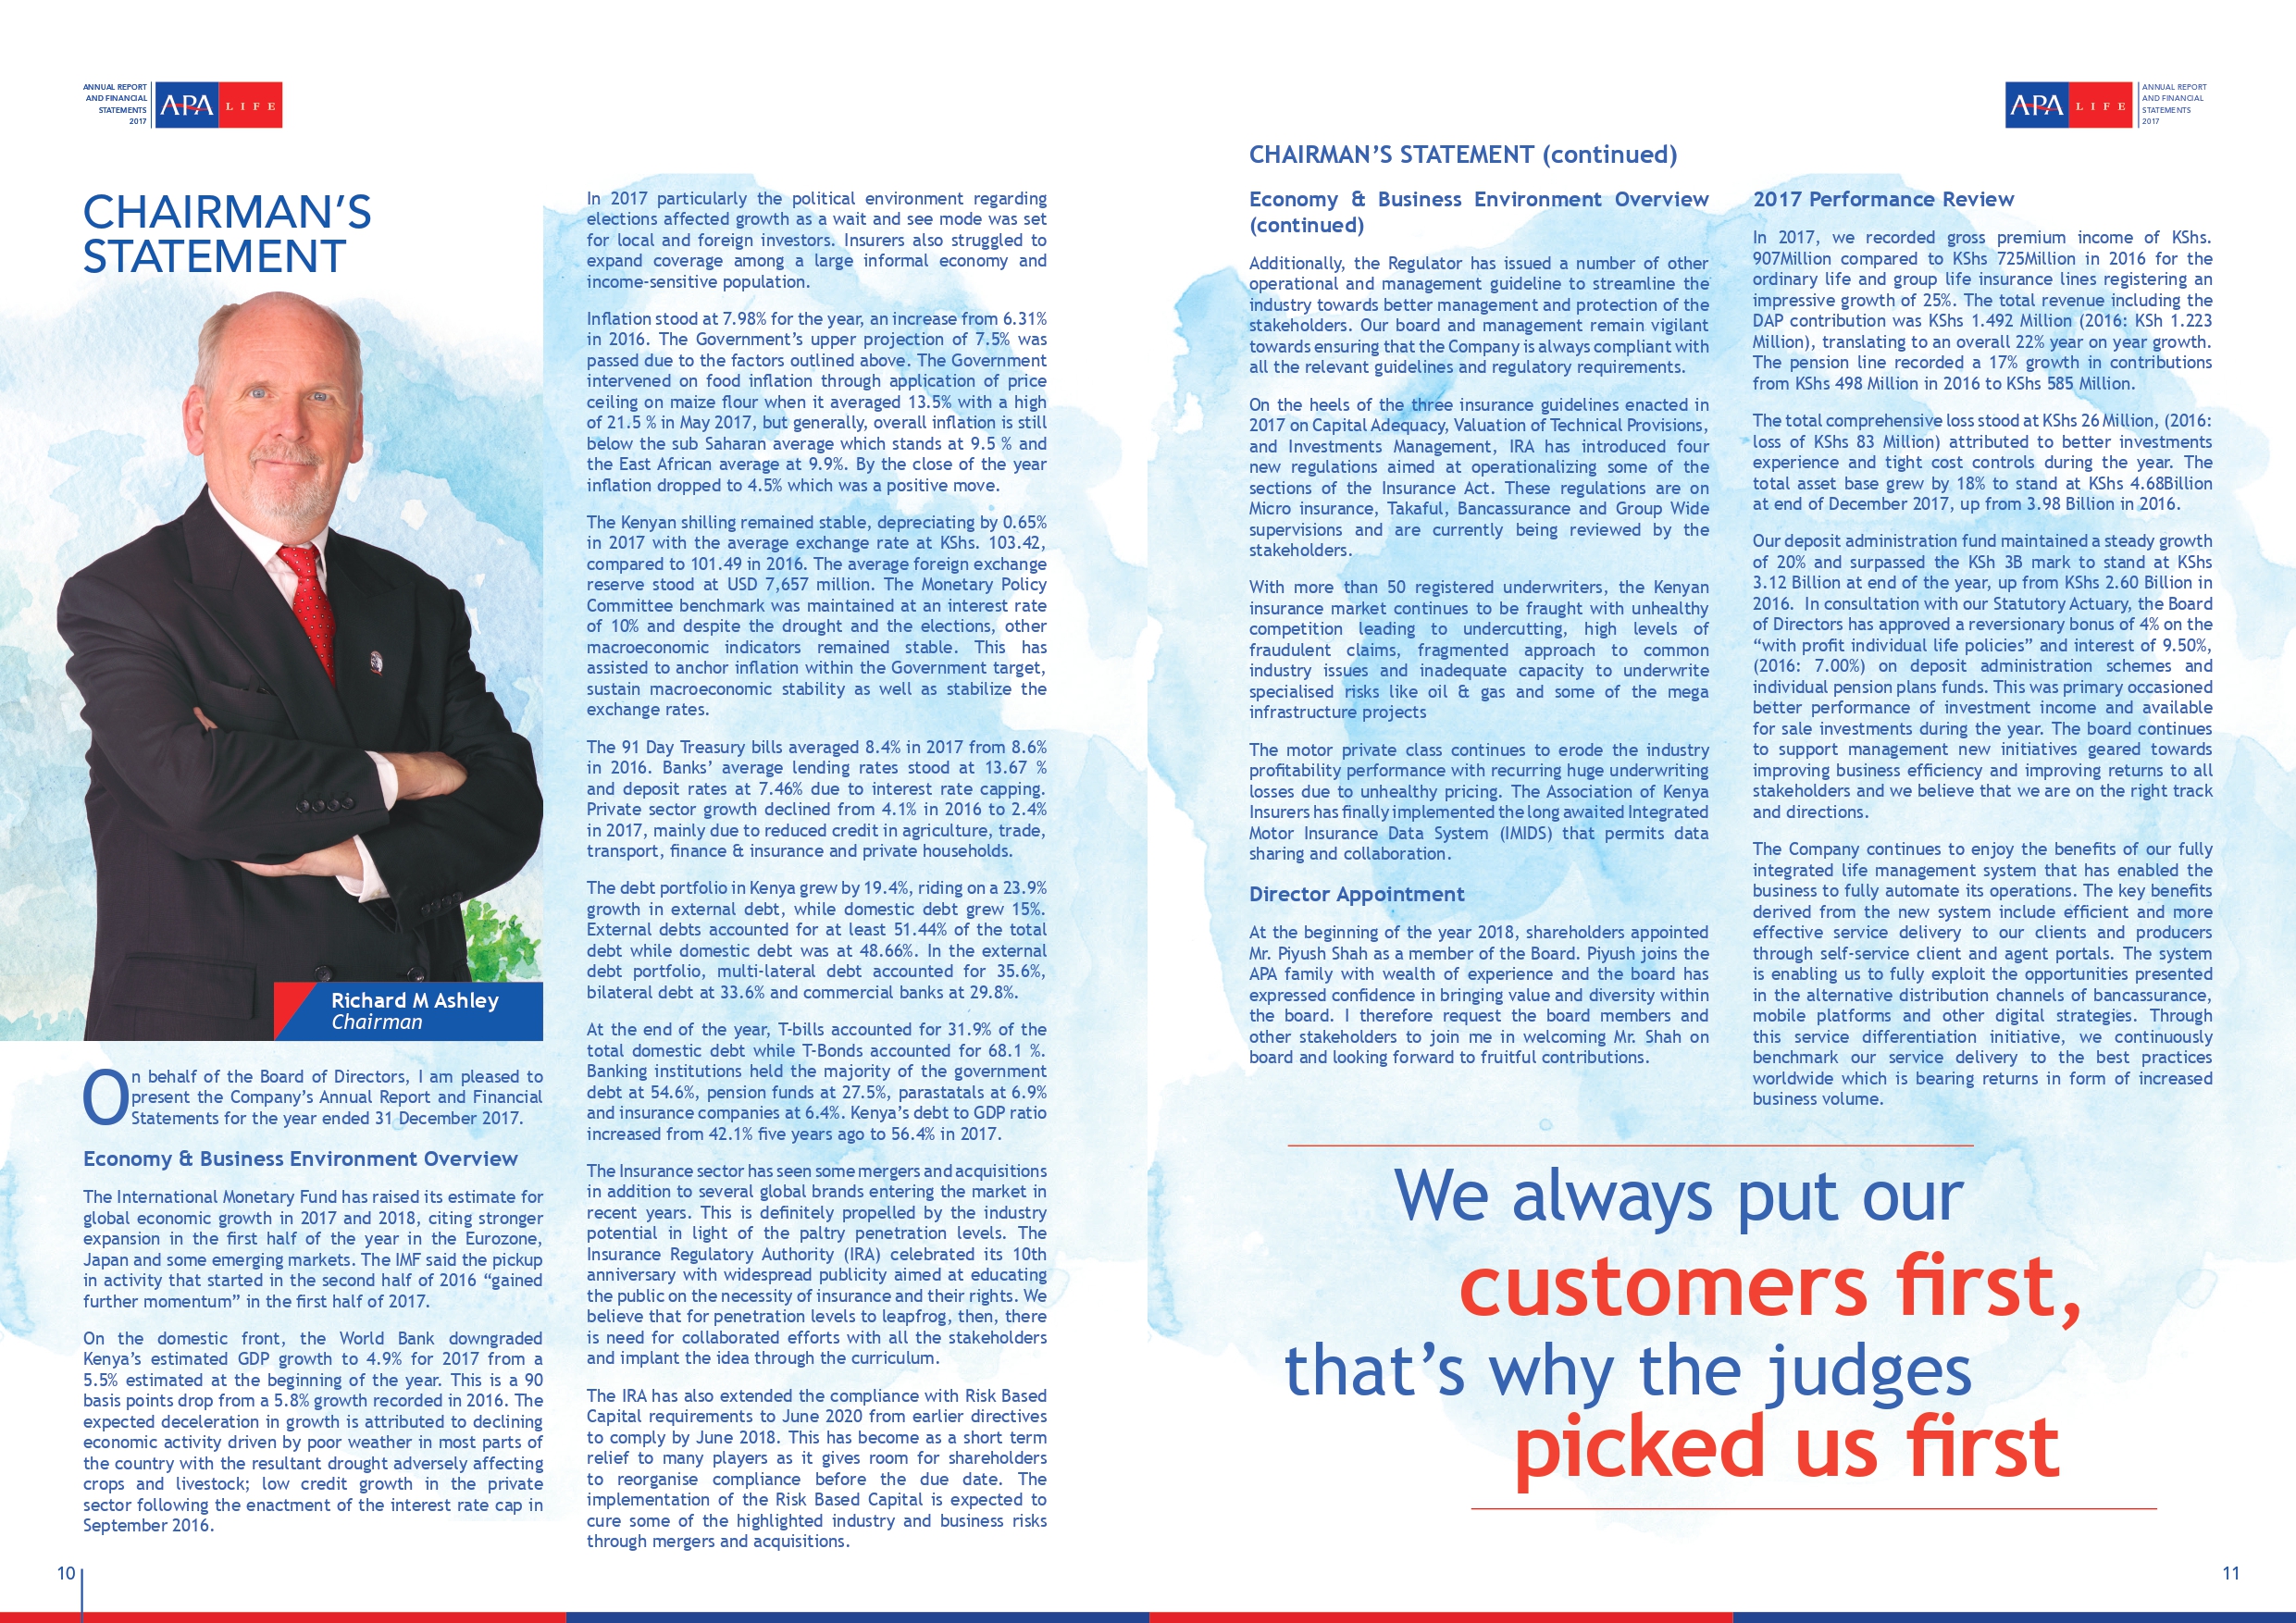 ANNUAL REPORT
AND FINANCIAL
STATEMENTS
2017
APA LIFE
CHAIRMAN’S
STATEMENT
Richard M Ashley
Chairman
On behalf of the Board of Directors, I am pleased to
present the Company’s Annual Report and Financial
Statements for the year ended 31 December 2017.
Economy & Business Environment Overview
The International Monetary Fund has raised its estimate for
global economic growth in 2017 and 2018, citing stronger
expansion in the first half of the year in the Eurozone,
Japan and some emerging markets. The IMF said the pickup
in activity that started in the second half of 2016 “gained
further momentum” in the first half of 2017.
On the domestic front, the World Bank downgraded
Kenya’s estimated GDP growth to 4.9% for 2017 from a
5.5% estimated at the beginning of the year. This is a 90
basis points drop from a 5.8% growth recorded in 2016. The
expected deceleration in growth is attributed to declining
economic activity driven by poor weather in most parts of
the country with the resultant drought adversely affecting
crops and livestock; low credit growth in the private
sector following the enactment of the interest rate cap in
September 2016.
In 2017 particularly the political environment regarding
elections affected growth as a wait and see mode was set
for local and foreign investors. Insurers also struggled to
expand coverage among a large informal economy and
income-sensitive population.
Inflation stood at 7.98% for the year, an increase from 6.31%
in 2016. The Government’s upper projection of 7.5% was
passed due to the factors outlined above. The Government
intervened on food inflation through application of price
ceiling on maize flour when it averaged 13.5% with a high
of 21.5 % in May 2017, but generally, overall inflation is still
below the sub Saharan average which stands at 9.5 % and
the East African average at 9.9%. By the close of the year
inflation dropped to 4.5% which was a positive move.
The Kenyan shilling remained stable, depreciating by 0.65%
in 2017 with the average exchange rate at KShs. 103.42,
compared to 101.49 in 2016. The average foreign exchange
reserve stood at USD 7,657 million. The Monetary Policy
Committee benchmark was maintained at an interest rate
of 10% and despite the drought and the elections, other
macroeconomic indicators remained stable. This has
assisted to anchor inflation within the Government target,
sustain macroeconomic stability as well as stabilize the
exchange rates.
The 91 Day Treasury bills averaged 8.4% in 2017 from 8.6%
in 2016. Banks’ average lending rates stood at 13.67 %
and deposit rates at 7.46% due to interest rate capping.
Private sector growth declined from 4.1% in 2016 to 2.4%
in 2017, mainly due to reduced credit in agriculture, trade,
transport, finance & insurance and private households.
The debt portfolio in Kenya grew by 19.4%, riding on a 23.9%
growth in external debt, while domestic debt grew 15%.
External debts accounted for at least 51.44% of the total
debt while domestic debt was at 48.66%. In the external
debt portfolio, multi-lateral debt accounted for 35.6%,
bilateral debt at 33.6% and commercial banks at 29.8%.
At the end of the year, T-bills accounted for 31.9% of the
total domestic debt while T-Bonds accounted for 68.1 %.
Banking institutions held the majority of the government
debt at 54.6%, pension funds at 27.5%, parastatals at 6.9%
and insurance companies at 6.4%. Kenya’s debt to GDP ratio
increased from 42.1% five years ago to 56.4% in 2017.
The Insurance sector has seen some mergers and acquisitions
in addition to several global brands entering the market in
recent years. This is definitely propelled by the industry
potential in light of the paltry penetration levels. The
Insurance Regulatory Authority (IRA) celebrated its 10th
anniversary with widespread publicity aimed at educating
the public on the necessity of insurance and their rights. We
believe that for penetration levels to leapfrog, then, there
is need for collaborated efforts with all the stakeholders
and implant the idea through the curriculum.
The IRA has also extended the compliance with Risk Based
Capital requirements to June 2020 from earlier directives
to comply by June 2018. This has become as a short term
relief to many players as it gives room for shareholders
to reorganise compliance before the due date. The
implementation of the Risk Based Capital is expected to
cure some of the highlighted industry and business risks
through mergers and acquisitions.
10
APA LIFE
ANNUAL REPORT
AND FINANCIAL
STATEMENTS
2017
CHAIRMAN’S STATEMENT (continued)
Economy & Business Environment Overview
(continued)
Additionally, the Regulator has issued a number of other
operational and management guideline to streamline the
industry towards better management and protection of the
stakeholders. Our board and management remain vigilant
towards ensuring that the Company is always compliant with
all the relevant guidelines and regulatory requirements.
On the heels of the three insurance guidelines enacted in
2017 on Capital Adequacy, Valuation of Technical Provisions,
and Investments Management, IRA has introduced four
new regulations aimed at operationalizing some of the
sections of the Insurance Act. These regulations are on
Micro insurance, Takaful, Bancassurance and Group Wide
supervisions and are currently being reviewed by the
stakeholders.
With more than 50 registered underwriters, the Kenyan
insurance market continues to be fraught with unhealthy
competition leading to undercutting, high levels of
fraudulent claims, fragmented approach to common
industry issues and inadequate capacity to underwrite
specialised risks like oil & gas and some of the mega
infrastructure projects
The motor private class continues to erode the industry
profitability performance with recurring huge underwriting
losses due to unhealthy pricing. The Association of Kenya
Insurers has finally implemented the long awaited Integrated
Motor Insurance Data System (IMIDS) that permits data
sharing and collaboration.
Director Appointment
At the beginning of the year 2018, shareholders appointed
Mr. Piyush Shah as a member of the Board. Piyush joins the
APA family with wealth of experience and the board has
expressed confidence in bringing value and diversity within
the board. I therefore request the board members and
other stakeholders to join me in welcoming Mr. Shah on
board and looking forward to fruitful contributions.
2017 Performance Review
In 2017, we recorded gross premium income of KShs.
907Million compared to KShs 725Million in 2016 for the
ordinary life and group life insurance lines registering an
impressive growth of 25%. The total revenue including the
DAP contribution was KShs 1.492 Million (2016: KSh 1.223
Million), translating to an overall 22% year on year growth.
The pension line recorded a 17% growth in contributions
from KShs 498 Million in 2016 to KShs 585 Million.
The total comprehensive loss stood at KShs 26 Million, (2016:
loss of KShs 83 Million) attributed to better investments
experience and tight cost controls during the year. The
total asset base grew by 18% to stand at KShs 4.68Billion
at end of December 2017, up from 3.98 Billion in 2016.
Our deposit administration fund maintained a steady growth
of 20% and surpassed the KSh 3B mark to stand at KShs
3.12 Billion at end of the year, up from KShs 2.60 Billion in
2016. In consultation with our Statutory Actuary, the Board
of Directors has approved a reversionary bonus of 4% on the
“with profit individual life policies” and interest of 9.50%,
(2016: 7.00%) on deposit administration schemes and
individual pension plans funds. This was primary occasioned
better performance of investment income and available
for sale investments during the year. The board continues
to support management new initiatives geared towards
improving business efficiency and improving returns to all
stakeholders and we believe that we are on the right track
and directions.
The Company continues to enjoy the benefits of our fully
integrated life management system that has enabled the
business to fully automate its operations. The key benefits
derived from the new system include efficient and more
effective service delivery to our clients and producers
through self-service client and agent portals. The system
is enabling us to fully exploit the opportunities presented
in the alternative distribution channels of bancassurance,
mobile platforms and other digital strategies. Through
this service differentiation initiative, we continuously
benchmark our service delivery to the best practices
worldwide which is bearing returns in form of increased
business volume.
We always put our
customers first,
that’s why the judges
picked us first
11